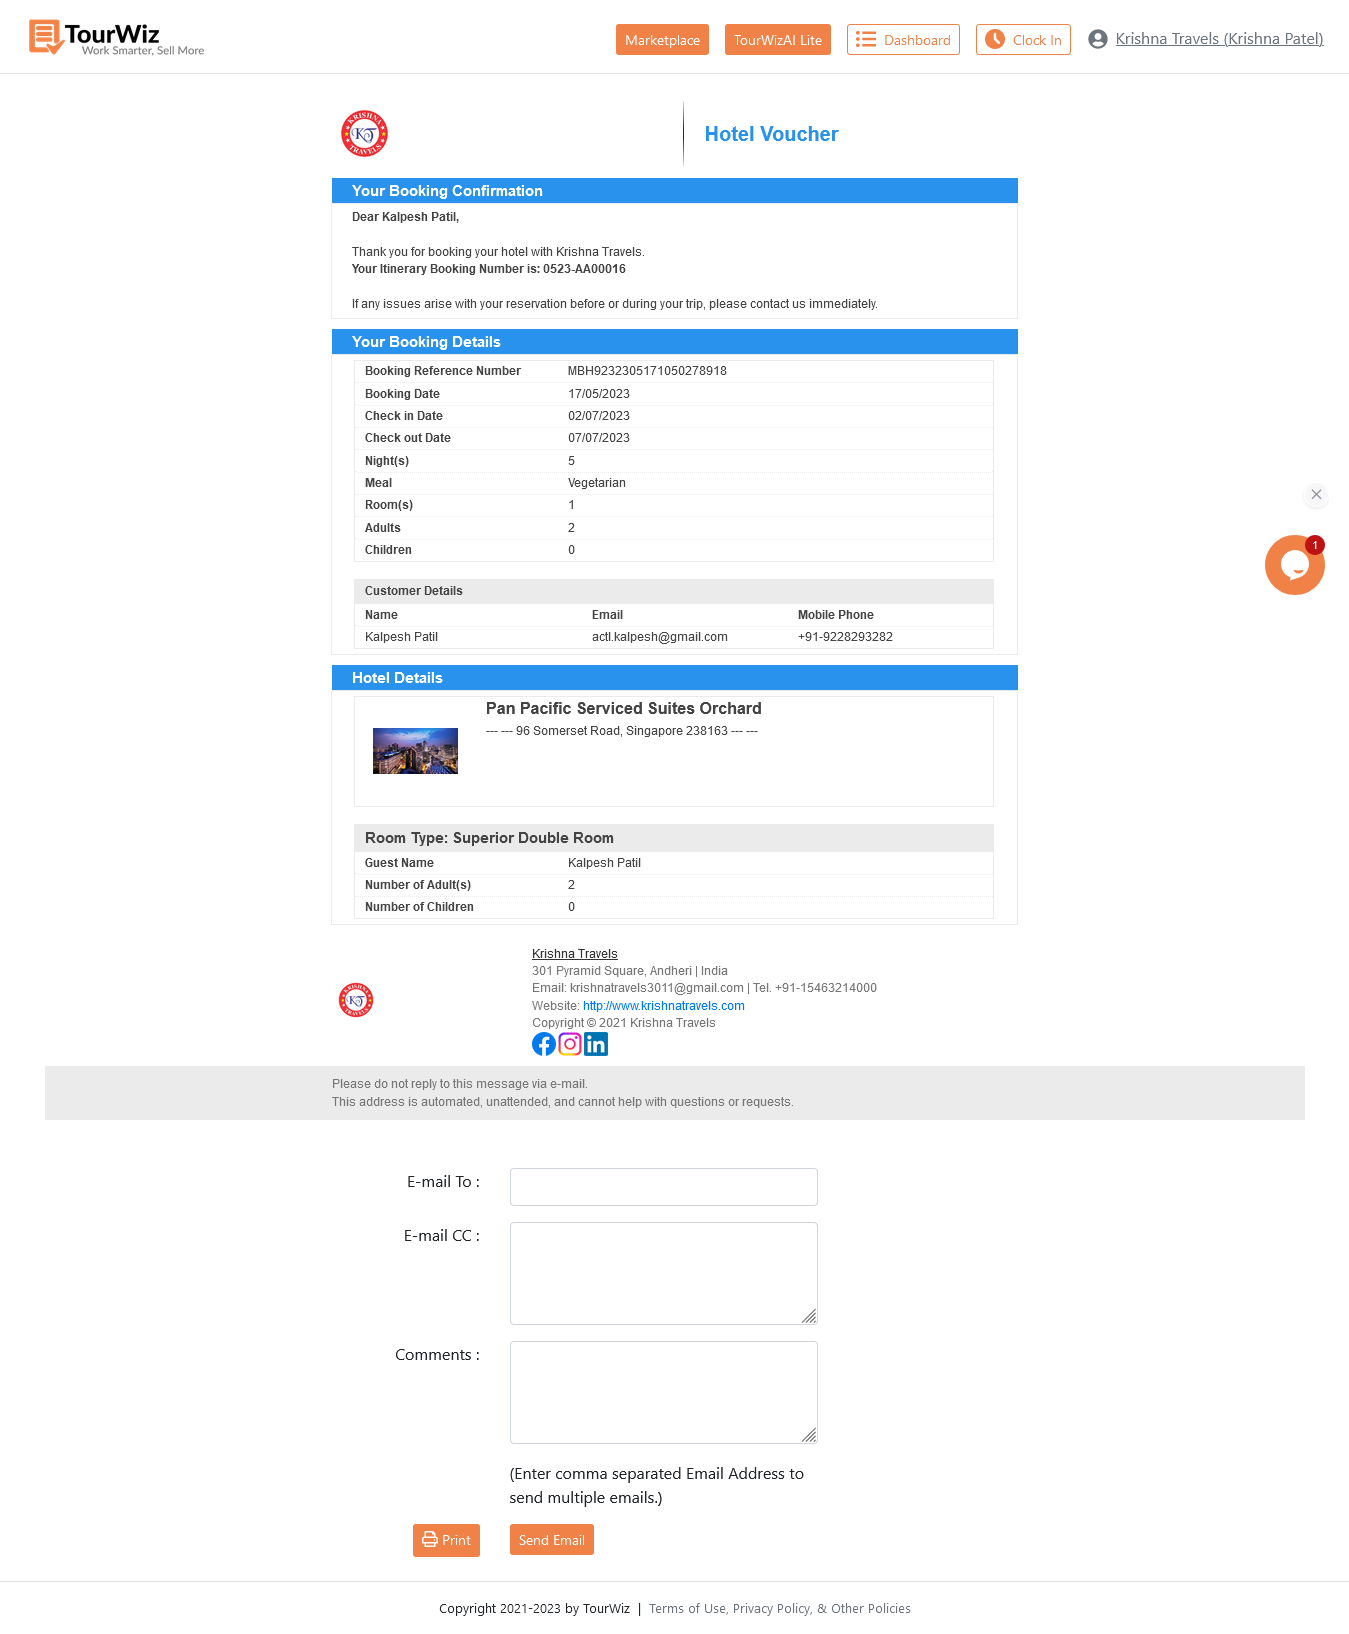 TourWiz
Work Smarter, Sell More
Marketplace
TourWizAI Lite
Dashboard
Clock In
Krishna Travels (Krishna Patel)
KRISHNA
KT
TRAVELS
Hotel Voucher
Your Booking Confirmation
Dear Kalpesh Patil,
Thank you for booking your hotel with Krishna Travels.
Your Itinerary Booking Number is: 0523-AA00016
If any issues arise with your reservation before or during your trip, please contact us immediately.
Your Booking Details
Booking Reference Number MBH9232305171050278918
Booking Date 17/05/2023
Check in Date 02/07/2023
Check out Date 07/07/2023
Night(s) 5
Meal Vegetarian
Room(s) 1
Adults 2
Children 0
1
Customer Details
Name Email Mobile Phone
Kalpesh Patil actl.kalpesh@gmail.com +91-9228293282
Hotel Details
Pan Pacific Serviced Suites Orchard
--- --- 96 Somerset Road, Singapore 238163 --- ---
Room Type: Superior Double Room
Guest Name Kalpesh Patil
Number of Adult(s) 2
Number of Children 0
KRISHNA
KT
TRAVELS
Krishna Travels
301 Pyramid Square, Andheri | India
Email: krishnatravels3011@gmail.com | Tel. +91-15463214000
Website: http://www.krishnatravels.com
Copyright © 2021 Krishna Travels
Please do not reply to this message via e-mail.
This address is automated, unattended, and cannot help with questions or requests.
E-mail To :
E-mail CC :
Comments :
(Enter comma separated Email Address to
send multiple emails.)
Print
Send Email
Copyright 2021-2023 by TourWiz | Terms of Use, Privacy Policy, & Other Policies